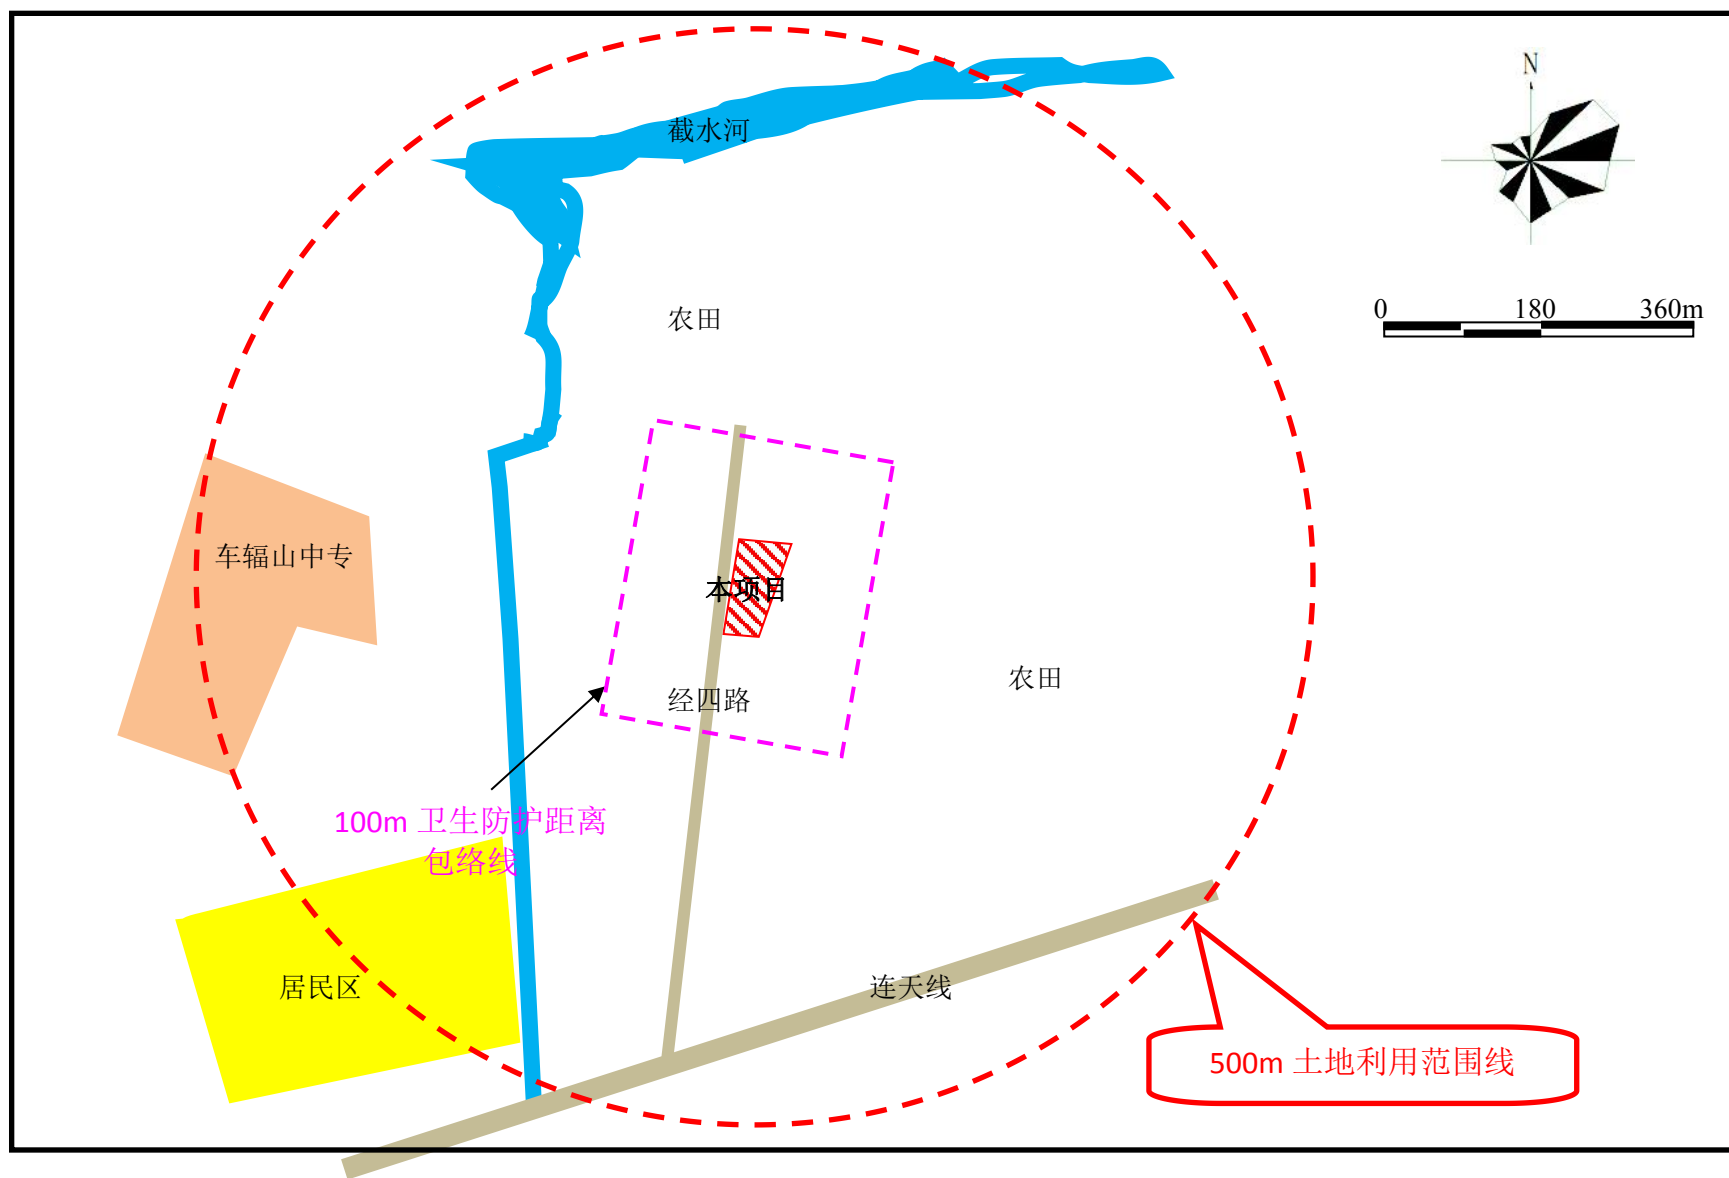 N
截水河
0 180 360m
农田
车辐山中专
本项目
农田
经四路
100m 卫生防护距离
包络线
居民区
连天线
500m 土地利用范围线